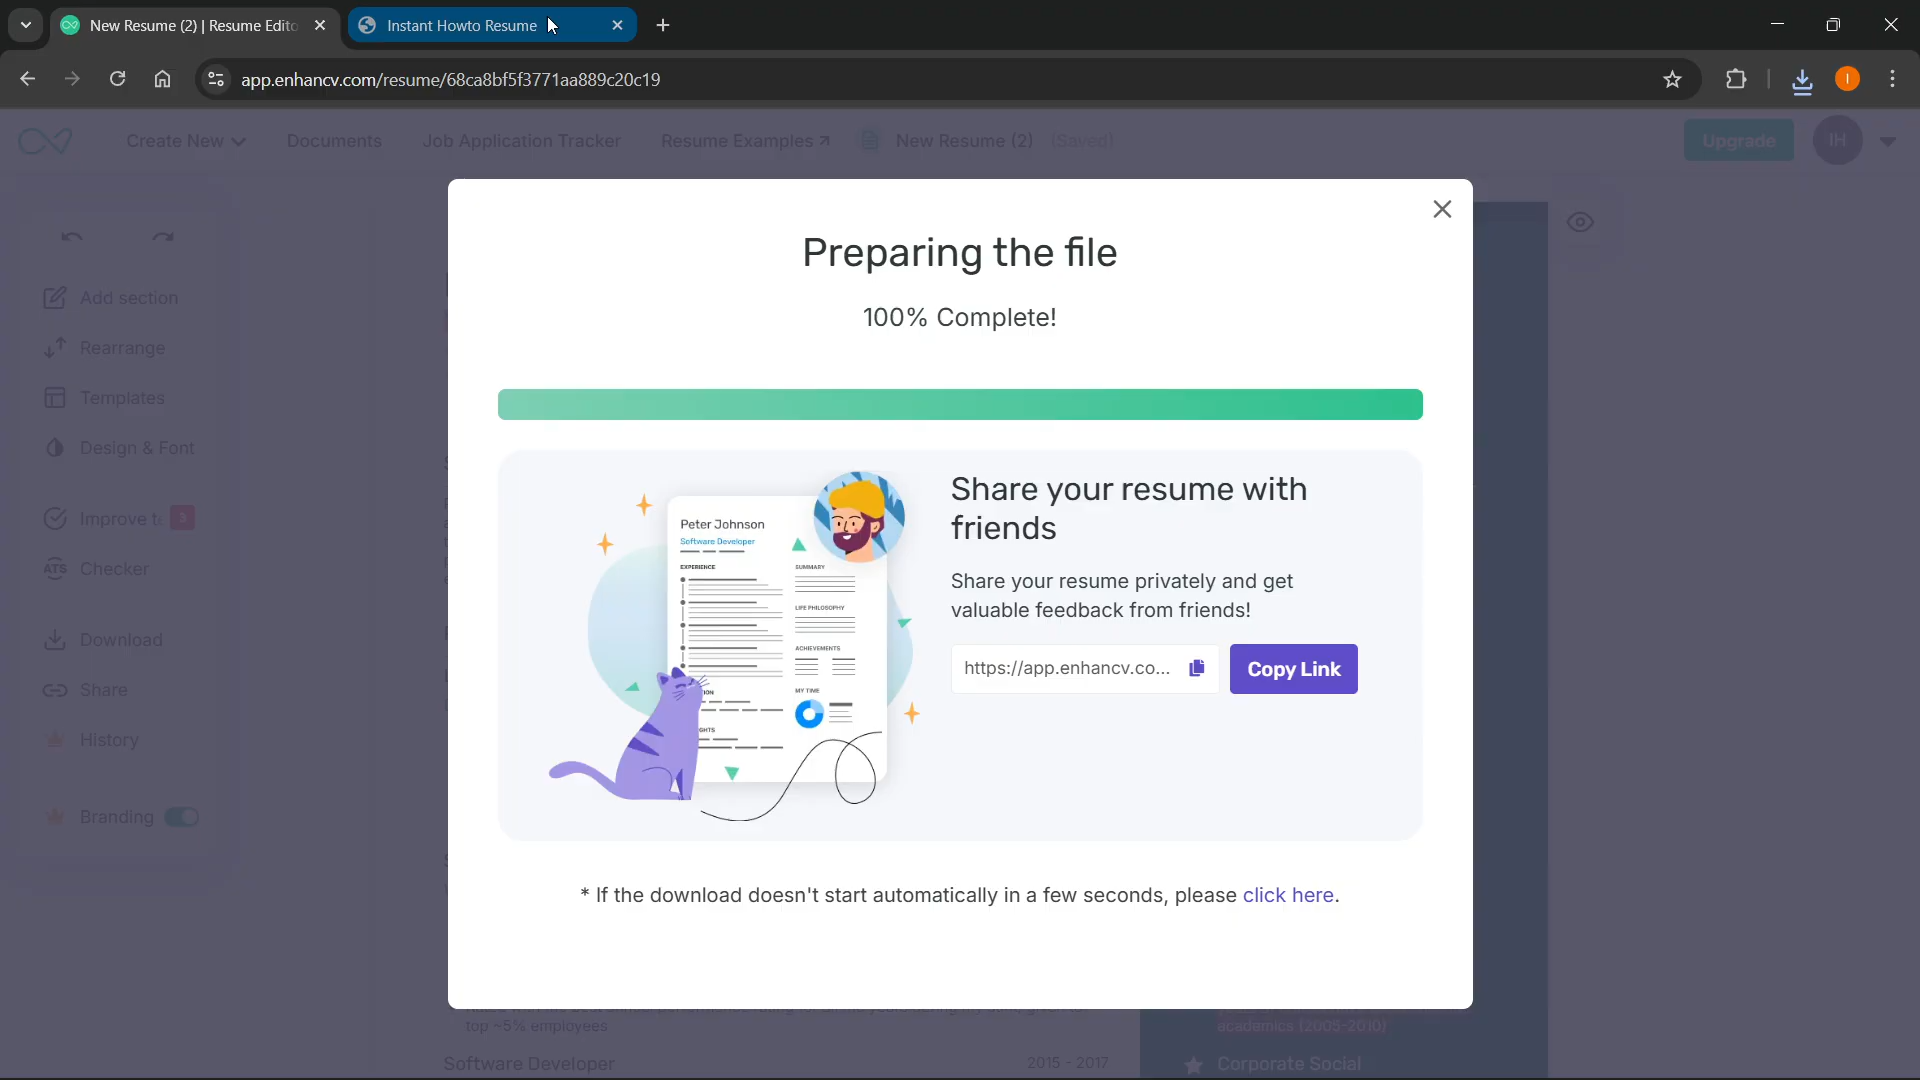 New Resume (2) | Resume Edito
Instant Howto Resume
app.enhancv.com/resume/68ca8bf5f3771aa889c20c19
I
Create New
Documents
Job Application Tracker
Resume Examples
New Resume (2)
(Saved)
Upgrade
IH
Add section
Rearrange
Templates
Design & Font
Improve t
ATS
Checker
Download
Share
History
Branding
Preparing the file
100% Complete!
Peter Johnson
Software Developer
EXPERIENCE
SUMMARY
LIFE PHILOSOPHY
ACHIEVEMENTS
MY TIME
Share your resume with
friends
Share your resume privately and get
valuable feedback from friends!
https://app.enhancv.co...
Copy Link
* If the download doesn't start automatically in a few seconds, please click here.
top ~5% employees
academics (2005-2010)
Software Developer
2015 - 2017
Corporate Social